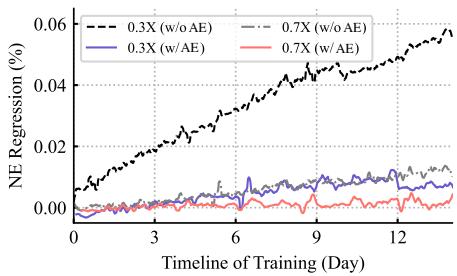 0.06
0.04
0.02
0.00
NE Regression (%)
0.3X (w/o AE)
0.7X (w/o AE)
0.3X (w/ AE)
0.7X (w/ AE)
0
3
6
9
12
Timeline of Training (Day)